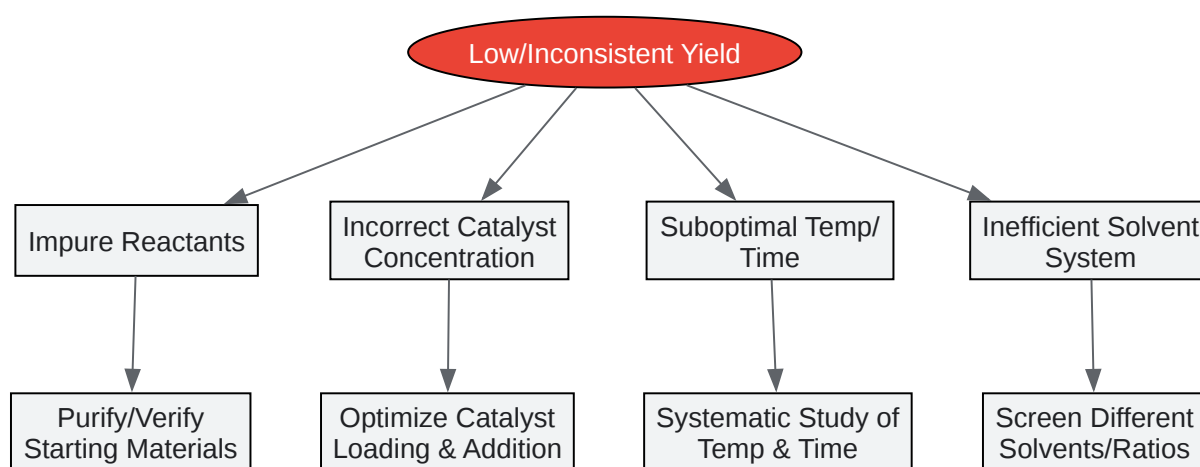 Low/Inconsistent Yield
Impure Reactants
Incorrect Catalyst
Concentration
Suboptimal Temp/
Time
Inefficient Solvent
System
Purify/Verify
Starting Materials
Optimize Catalyst
Loading & Addition
Systematic Study of
Temp & Time
Screen Different
Solvents/Ratios